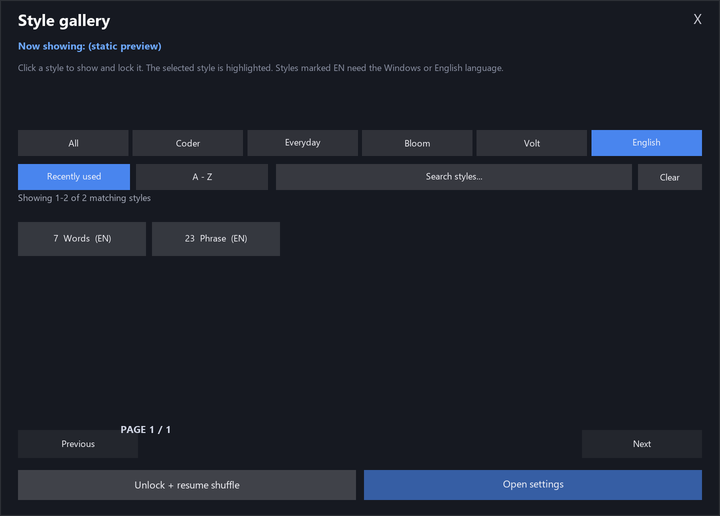 Style gallery
X
Now showing: (static preview)
Click a style to show and lock it. The selected style is highlighted. Styles marked EN need the Windows or English language.
All Coder Everyday Bloom Volt English
Recently used A - Z Search styles... Clear
Showing 1-2 of 2 matching styles
7 Words (EN) 23 Phrase (EN)
PAGE 1 / 1
Previous Next
Unlock + resume shuffle Open settings